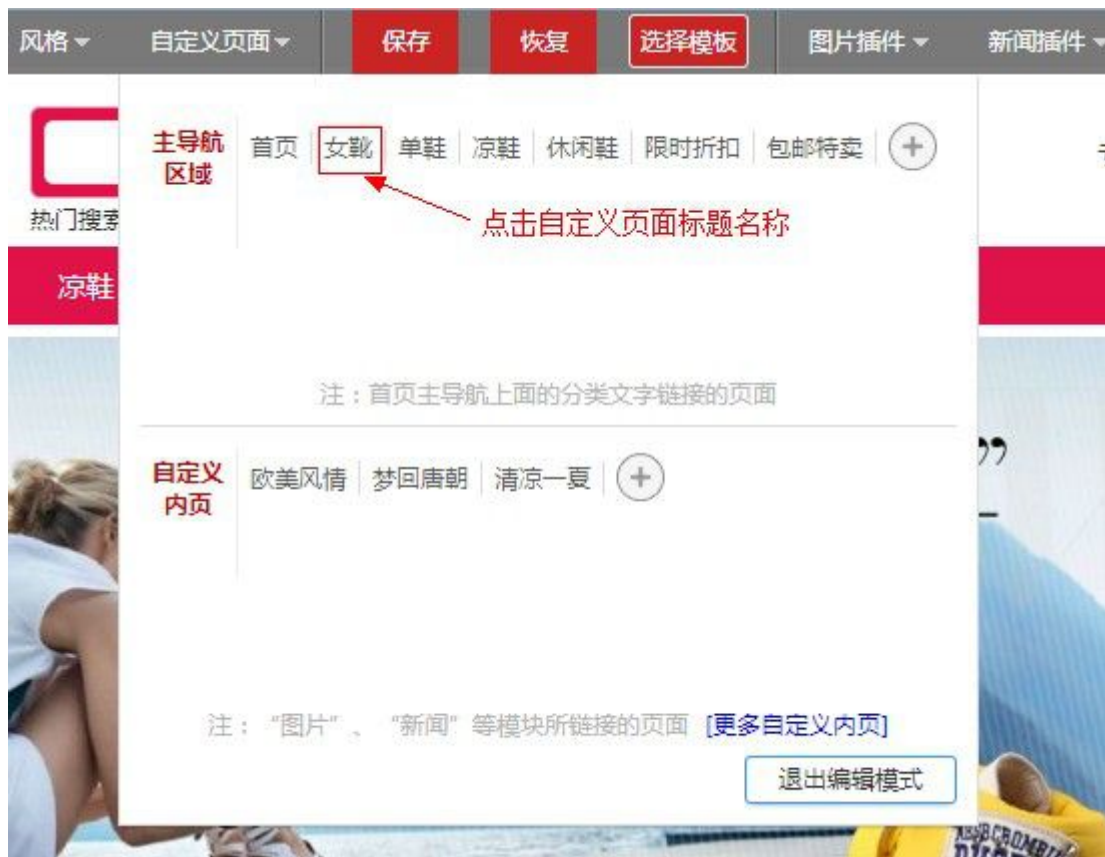 风格 自定义页面 保存 恢复 选择模板 图片插件 新闻插件
主导航
区域
首页 女靴 单鞋 凉鞋 休闲鞋 限时折扣 包邮特卖
热门搜索
点击自定义页面标题名称
凉鞋
注：首页主导航上面的分类文字链接的页面
自定义
内页
欧美风情 梦回唐朝 清凉一夏
注：“图片”、“新闻”等模块所链接的页面 [更多自定义内页]
退出编辑模式